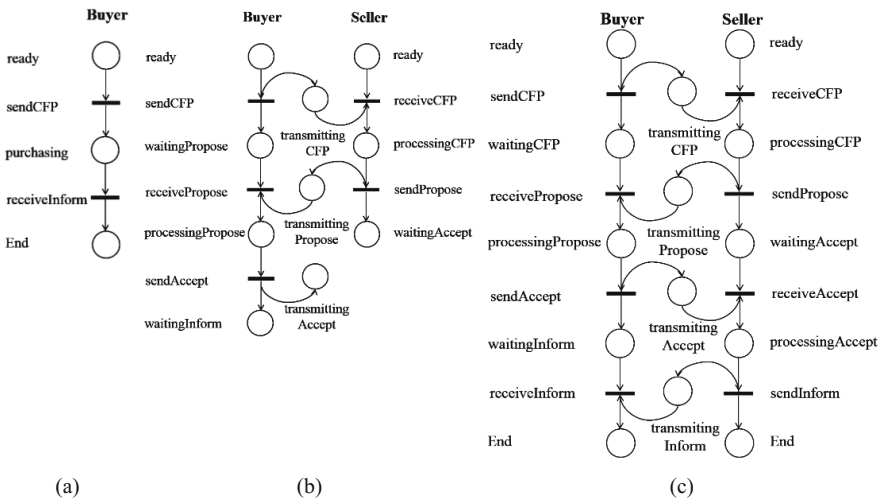 Buyer
ready
sendCFP
purchasing
receiveInform
End
(a)
Buyer
Seller
ready
ready
sendCFP
receiveCFP
transmitting
CFP
waitingPropose
processingCFP
receivePropose
sendPropose
transmitting
Propose
processingPropose
waitingAccept
sendAccept
transmitting
Accept
waitingInform
(b)
Buyer
Seller
ready
ready
sendCFP
receiveCFP
transmitting
CFP
waitingCFP
processingCFP
receivePropose
sendPropose
transmitting
Propose
processingPropose
waitingAccept
sendAccept
receiveAccept
transmiting
Accept
waitingInform
processingAccept
receiveInform
sendInform
transmiting
Inform
End
End
(c)